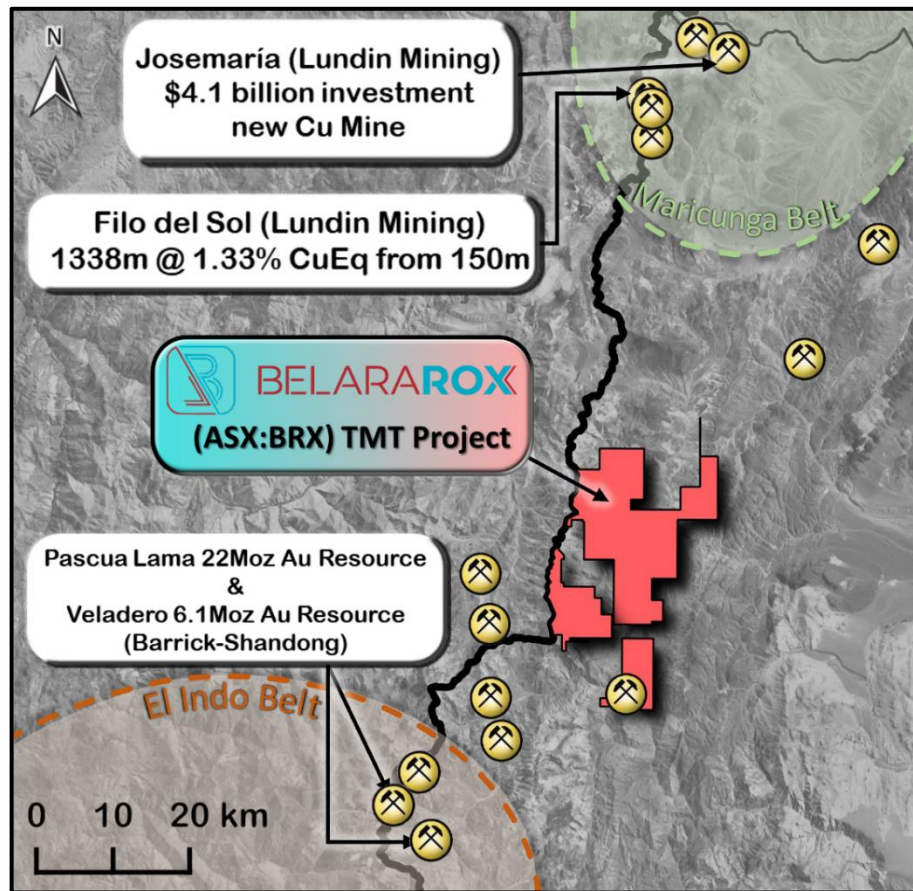 N
Josemaría (Lundin Mining)
$4.1 billion investment
new Cu Mine
Maricunga Belt
Filo del Sol (Lundin Mining)
1338m @ 1.33% CuEq from 150m
BELARAROX
(ASX:BRX) TMT Project
Pascua Lama 22Moz Au Resource
&
Veladero 6.1Moz Au Resource
(Barrick-Shandong)
El Indo Belt
0 10 20 km